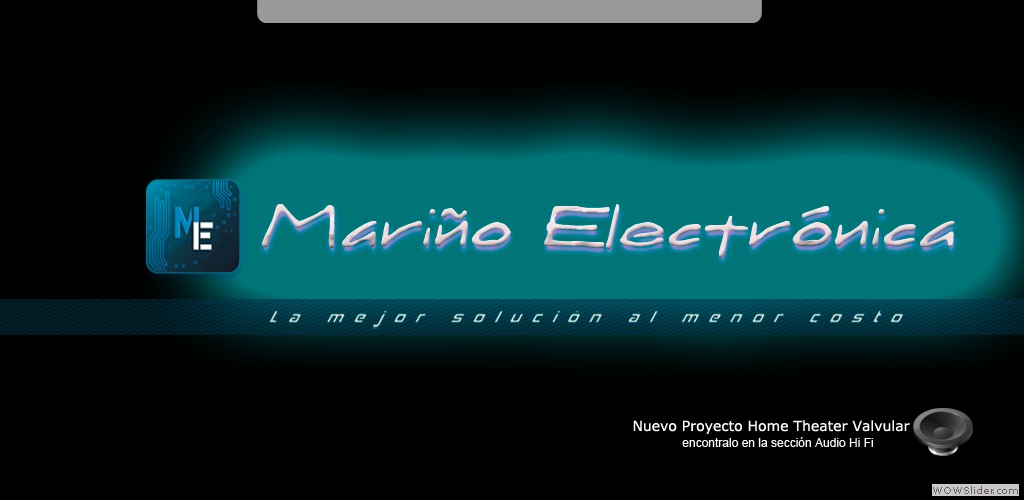 ME
Mariño Electrónica
La mejor solución al menor costo
Nuevo Proyecto Home Theater Valvular
encontralo en la sección Audio Hi Fi
WOWSlider.com